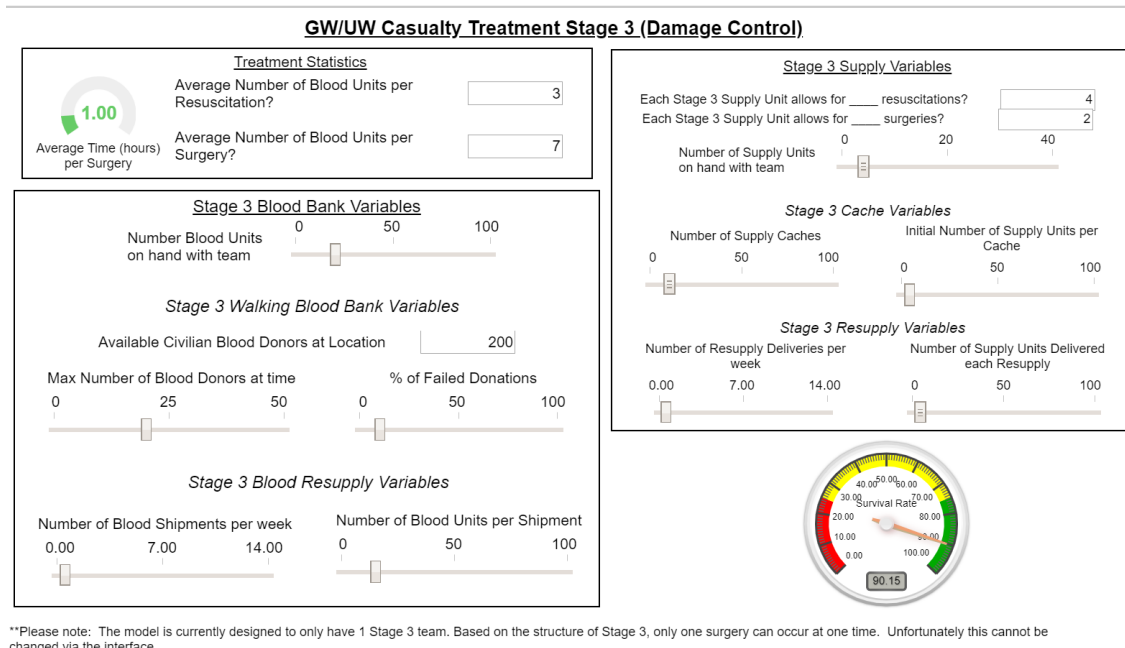 GW/UW Casualty Treatment Stage 3 (Damage Control)
Treatment Statistics
1.00
Average Time (hours)
per Surgery
Average Number of Blood Units per
Resuscitation?
3
Average Number of Blood Units per
Surgery?
7
Stage 3 Blood Bank Variables
Number Blood Units
on hand with team
0 50 100
Stage 3 Walking Blood Bank Variables
Available Civilian Blood Donors at Location 200
Max Number of Blood Donors at time
0 25 50
% of Failed Donations
0 50 100
Stage 3 Blood Resupply Variables
Number of Blood Shipments per week
0.00 7.00 14.00
Number of Blood Units per Shipment
0 50 100
Stage 3 Supply Variables
Each Stage 3 Supply Unit allows for ____ resuscitations? 4
Each Stage 3 Supply Unit allows for ____ surgeries? 2
Number of Supply Units
on hand with team
0 20 40
Stage 3 Cache Variables
Number of Supply Caches
0 50 100
Initial Number of Supply Units per
Cache
0 50 100
Stage 3 Resupply Variables
Number of Resupply Deliveries per
week
0.00 7.00 14.00
Number of Supply Units Delivered
each Resupply
0 50 100
Survival Rate
0.00
10.00
20.00
30.00
40.00
50.00
60.00
70.00
80.00
90.00
100.00
90.15
**Please note: The model is currently designed to only have 1 Stage 3 team. Based on the structure of Stage 3, only one surgery can occur at one time. Unfortunately this cannot be
changed via the interface